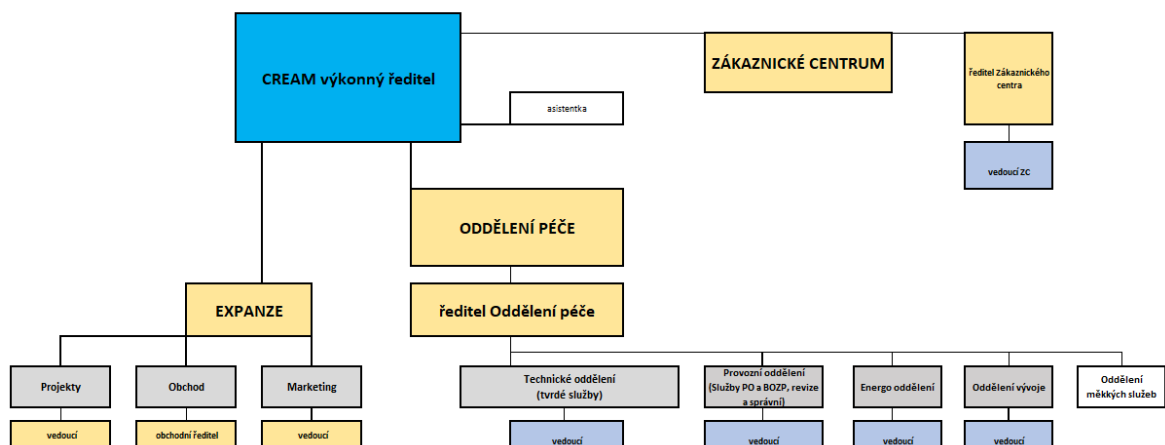 CREAM výkonný ředitel
ZÁKAZNICKÉ CENTRUM
ředitel Zákaznického
centra
asistentka
vedoucí ZC
ODDĚLENÍ PÉČE
EXPANZE
ředitel Oddělení péče
Projekty
Obchod
Marketing
Technické oddělení
(tvrdé služby)
Provozní oddělení
(Služby PO a BOZP, revize
a správní)
Energo oddělení
Oddělení vývoje
Oddělení
měkkých služeb
vedoucí
obchodní ředitel
vedoucí
vedoucí
vedoucí
vedoucí
vedoucí